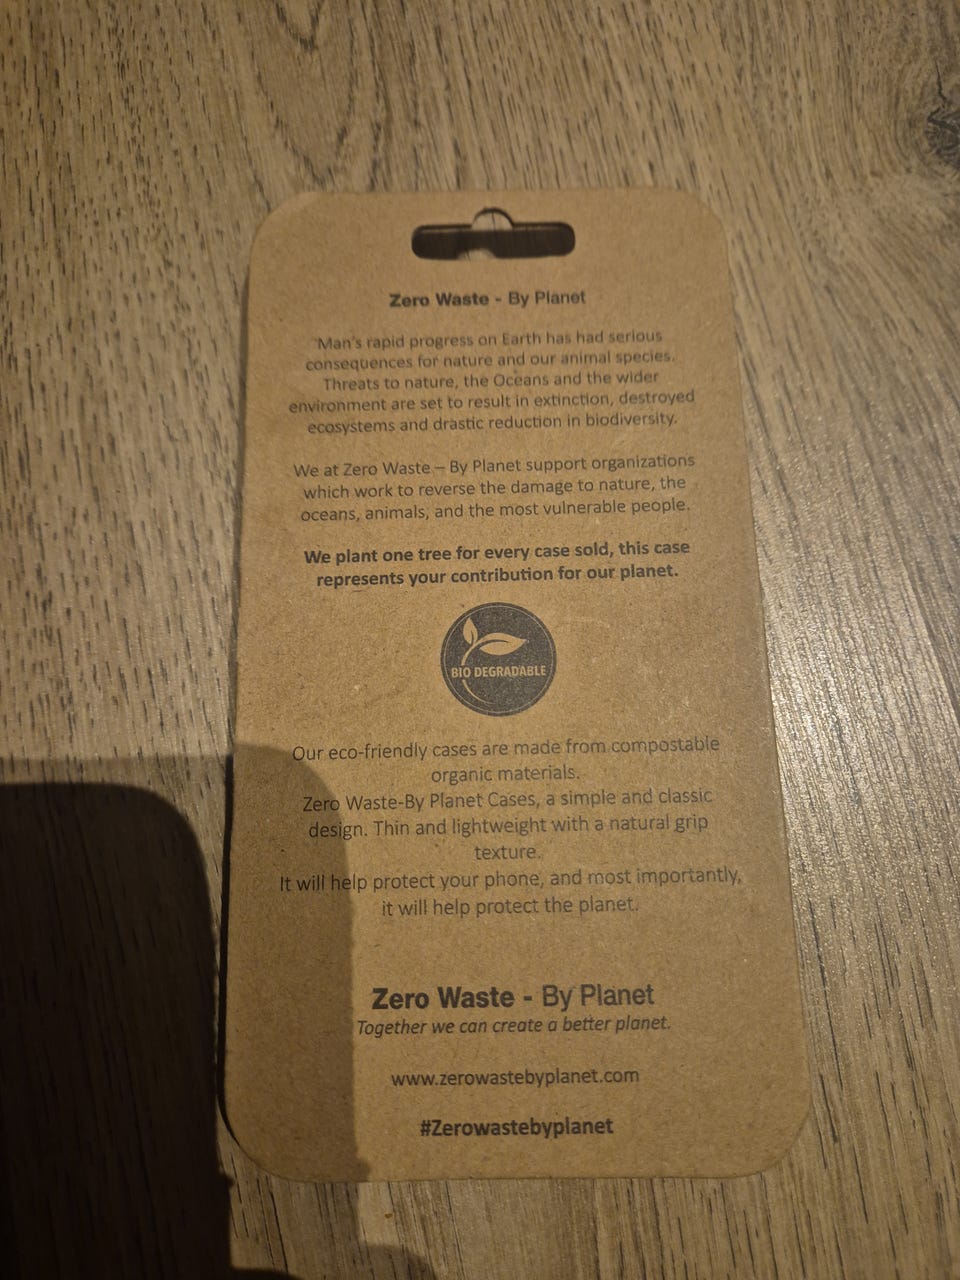 Zero Waste - By Planet
Man's rapid progress on Earth has had serious
consequences for nature and our animal species.
Threats to nature, the Oceans and the wider
environment are set to result in extinction, destroyed
ecosystems and drastic reduction in biodiversity.
We at Zero Waste – By Planet support organizations
which work to reverse the damage to nature, the
oceans, animals, and the most vulnerable people.
We plant one tree for every case sold, this case
represents your contribution for our planet.
BIO DEGRADABLE
Our eco-friendly cases are made from compostable
organic materials.
Zero Waste-By Planet Cases, a simple and classic
design. Thin and lightweight with a natural grip
texture.
It will help protect your phone, and most importantly,
it will help protect the planet.
Zero Waste - By Planet
Together we can create a better planet.
www.zerowastebyplanet.com
#Zerowastebyplanet